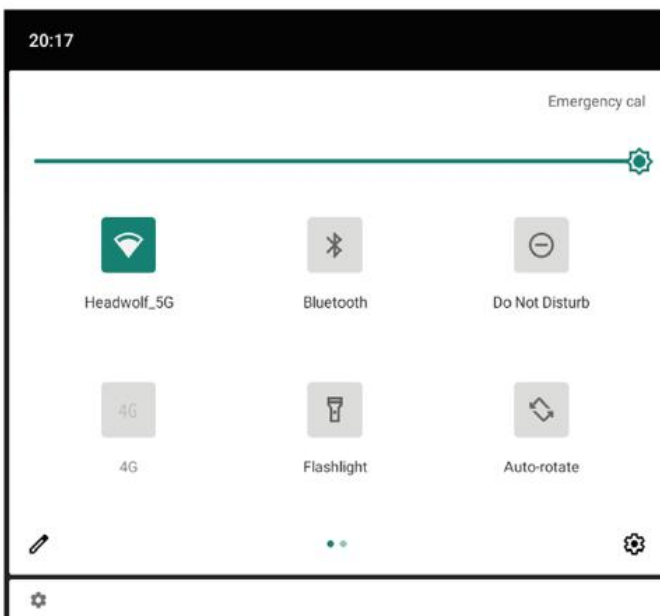 20:17
Emergency cal
Headwolf_5G
Bluetooth
Do Not Disturb
4G
4G
Flashlight
Auto-rotate